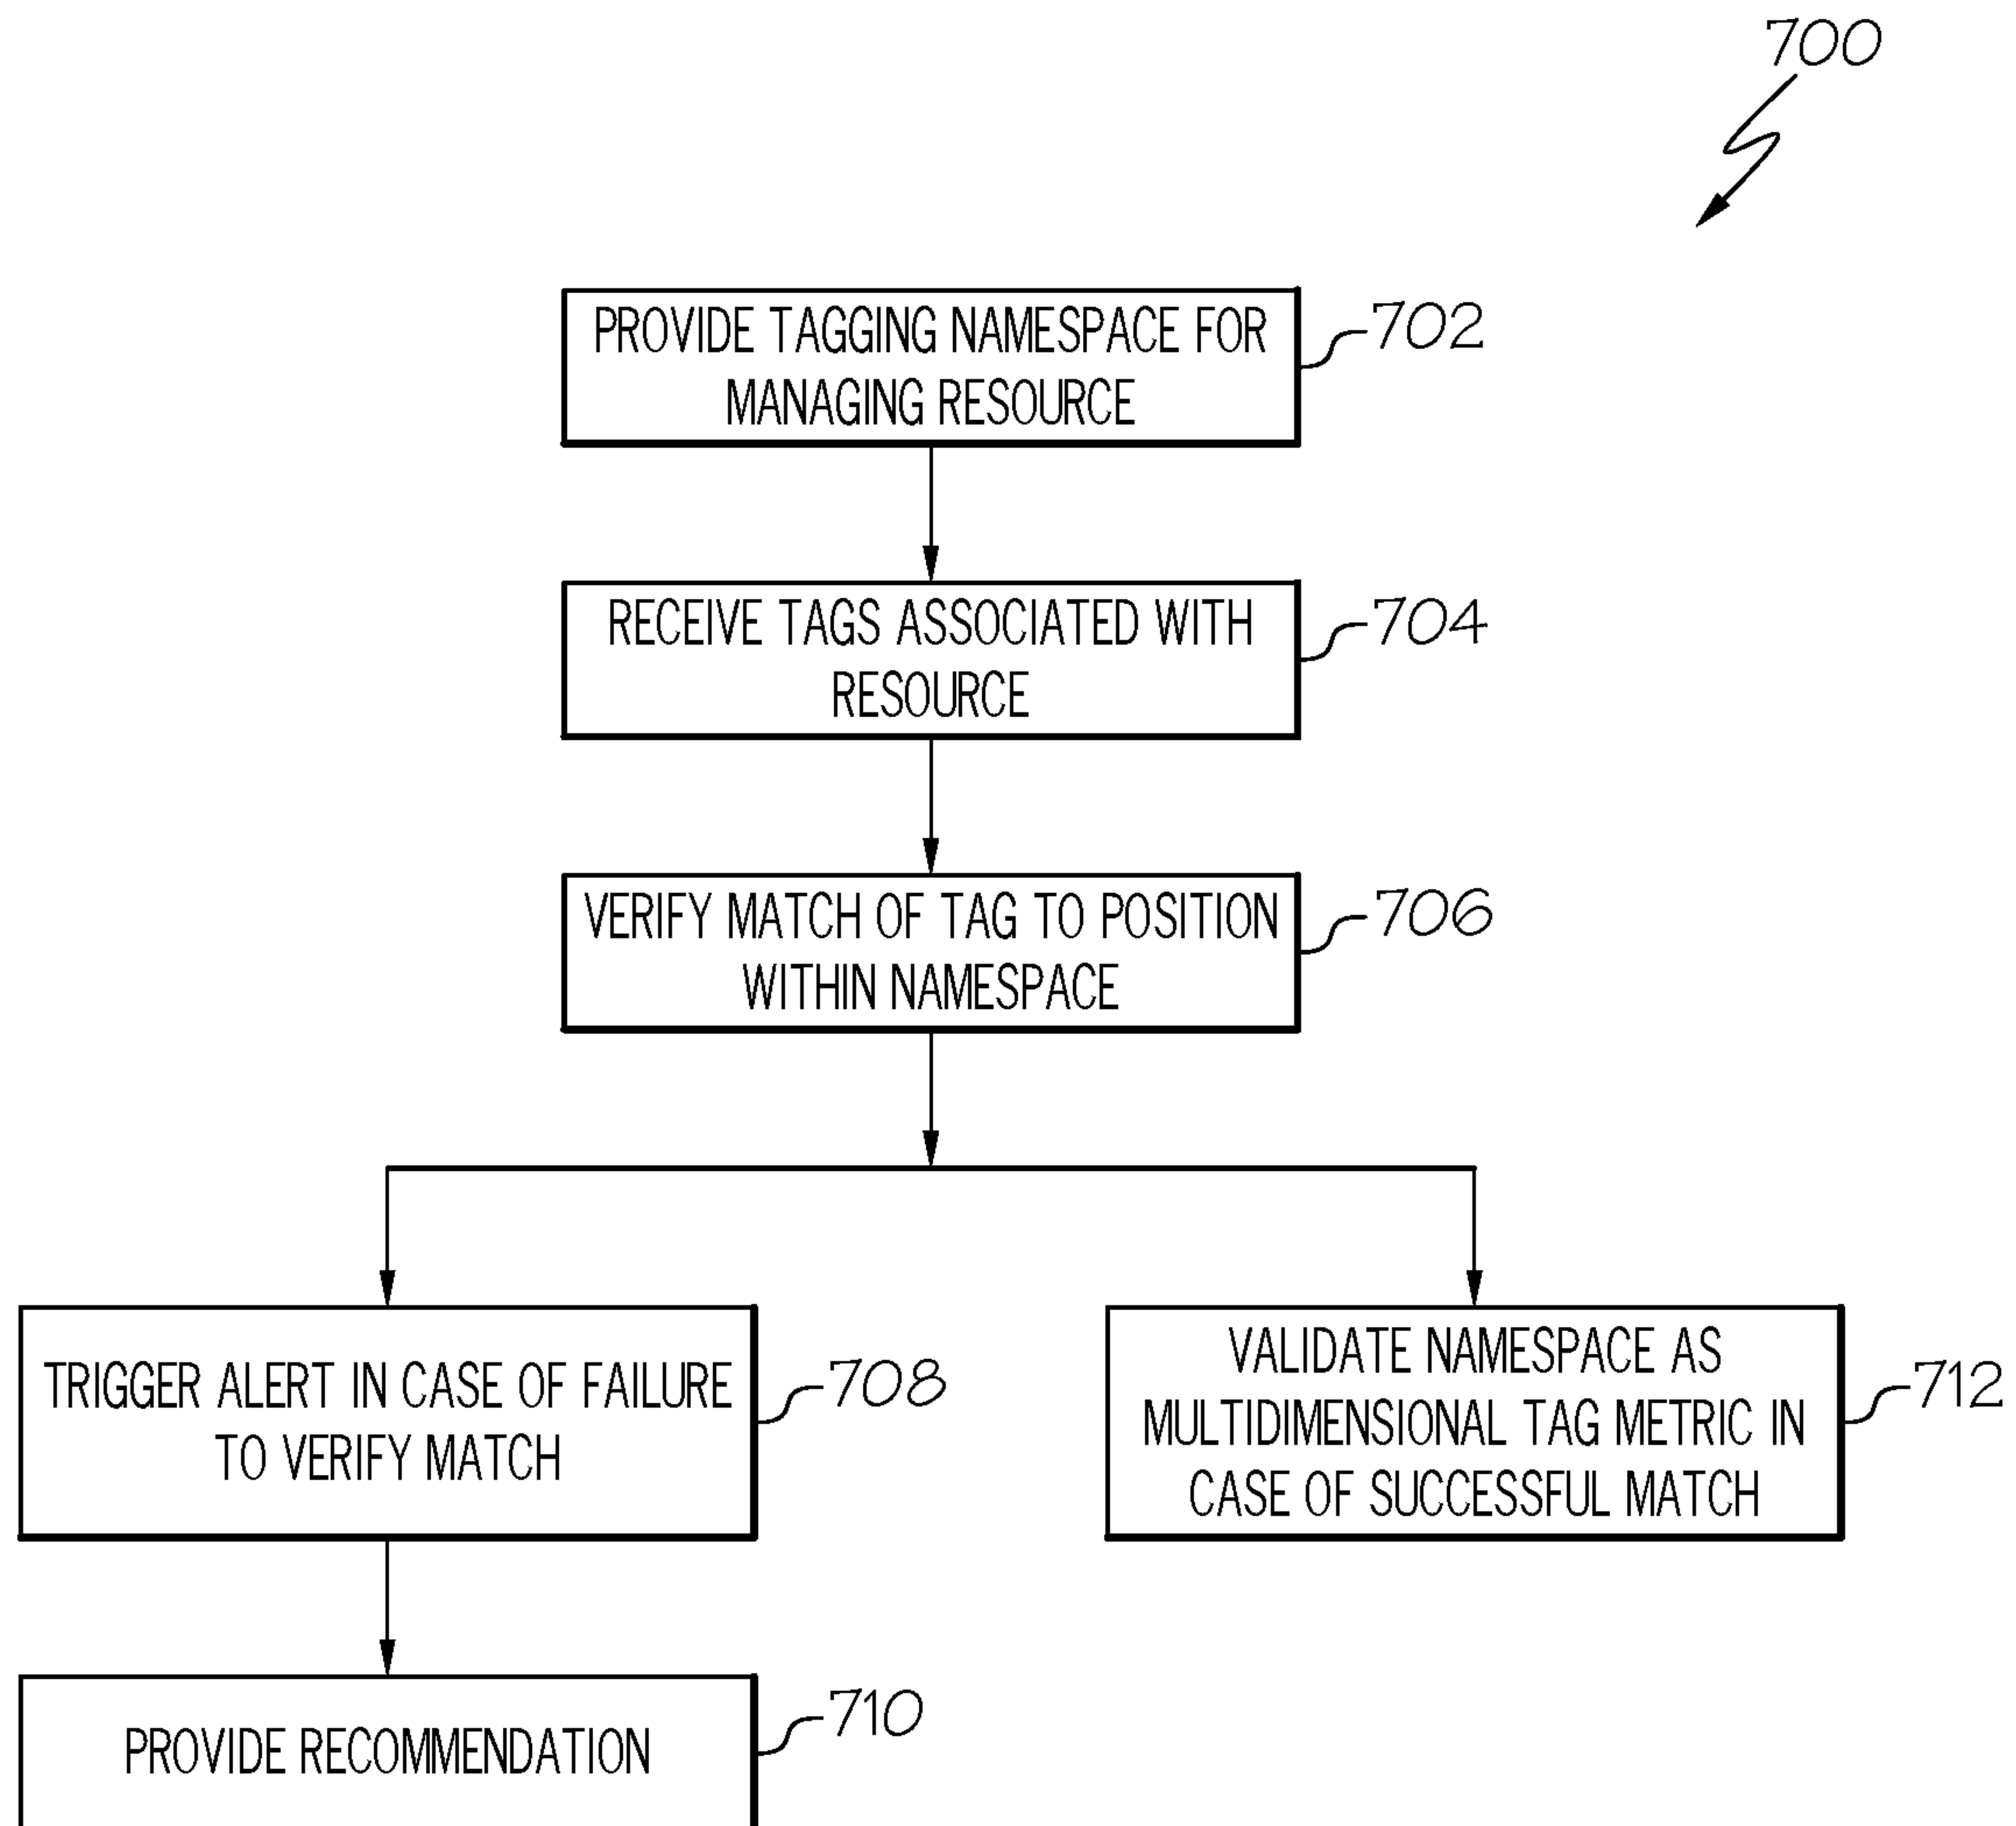 700
PROVIDE TAGGING NAMESPACE FOR
MANAGING RESOURCE
702
RECEIVE TAGS ASSOCIATED WITH
RESOURCE
704
VERIFY MATCH OF TAG TO POSITION
WITHIN NAMESPACE
706
TRIGGER ALERT IN CASE OF FAILURE
TO VERIFY MATCH
708
VALIDATE NAMESPACE AS
MULTIDIMENSIONAL TAG METRIC IN
CASE OF SUCCESSFUL MATCH
712
PROVIDE RECOMMENDATION
710